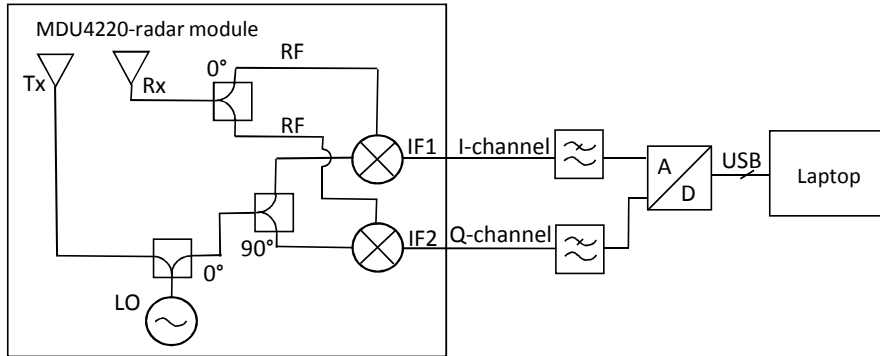 MDU4220-radar module
Tx
Rx
0°
RF
RF
IF1
I-channel
A
D
USB
Laptop
90°
IF2
Q-channel
0°
LO